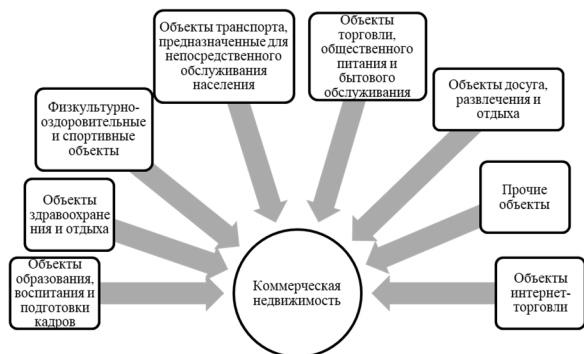 Объекты транспорта,
предназначенные для
непосредственного
обслуживания
населения
Объекты
торговли,
общественного
питания и
бытового
обслуживания
Объекты досуга,
развлечения и
отдыха
Физкультурно-
оздоровительные
и спортивные
объекты
Прочие
объекты
Объекты
здравоохране
ния и отдыха
Объекты
образования,
воспитания и
подготовки
кадров
Коммерческая
недвижимость
Объекты
интернет-
торговли